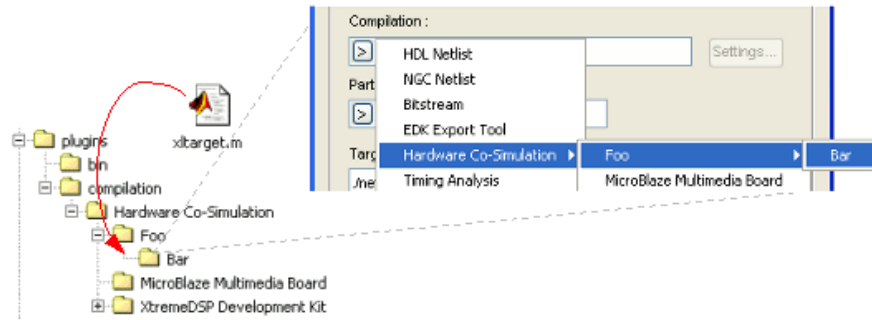 Compilation :
>
Settings...
HDL Netlist
NGC Netlist
Bitstream
EDK Export Tool
Hardware Co-Simulation
Timing Analysis
Part
>
Targ
./ne
Foo
MicroBlaze Multimedia Board
Bar
xltarget.m
plugins
bin
compilation
Hardware Co-Simulation
Foo
Bar
MicroBlaze Multimedia Board
XtremeDSP Development Kit